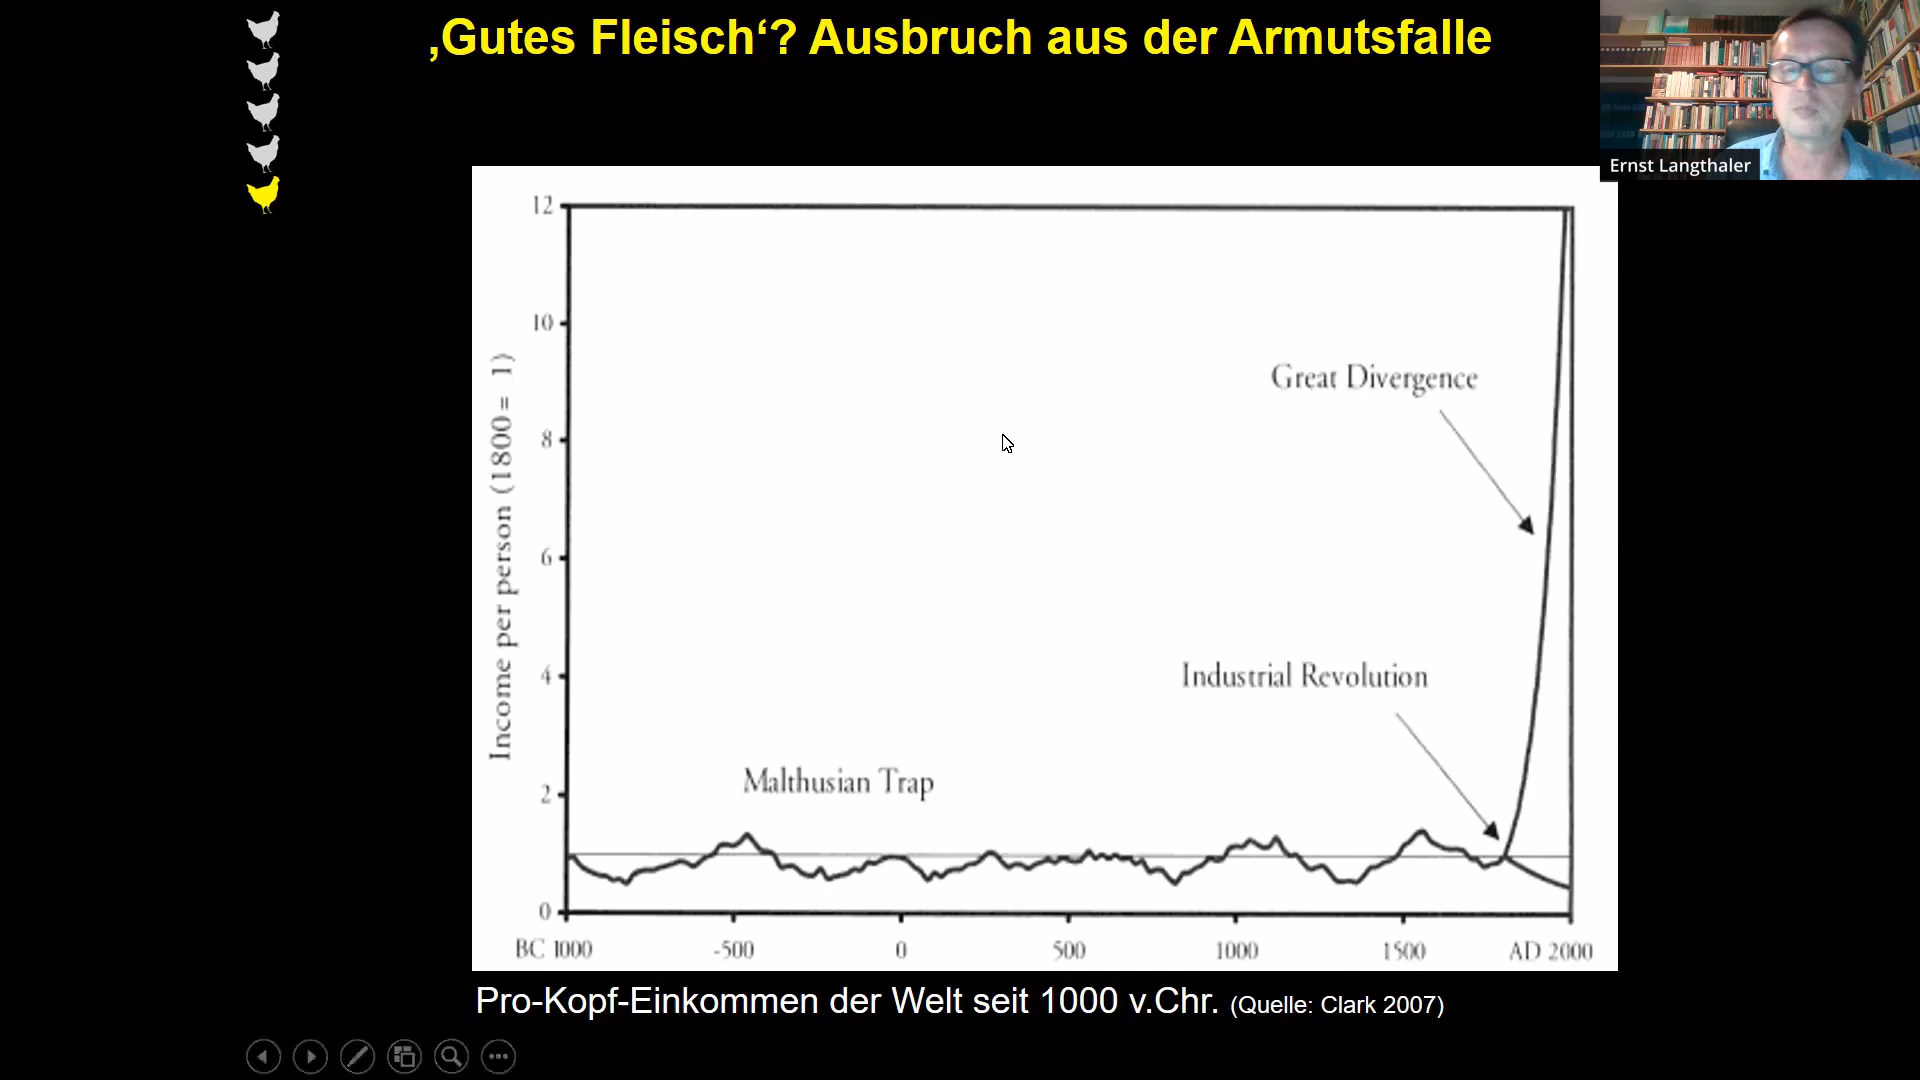 ‚Gutes Fleisch‘? Ausbruch aus der Armutsfalle
Ernst Langthaler
12
10
8
6
4
2
0
Income per person (1800 = 1)
Great Divergence
Industrial Revolution
Malthusian Trap
BC 1000 -500 0 500 1000 1500 AD 2000
Pro-Kopf-Einkommen der Welt seit 1000 v.Chr. (Quelle: Clark 2007)